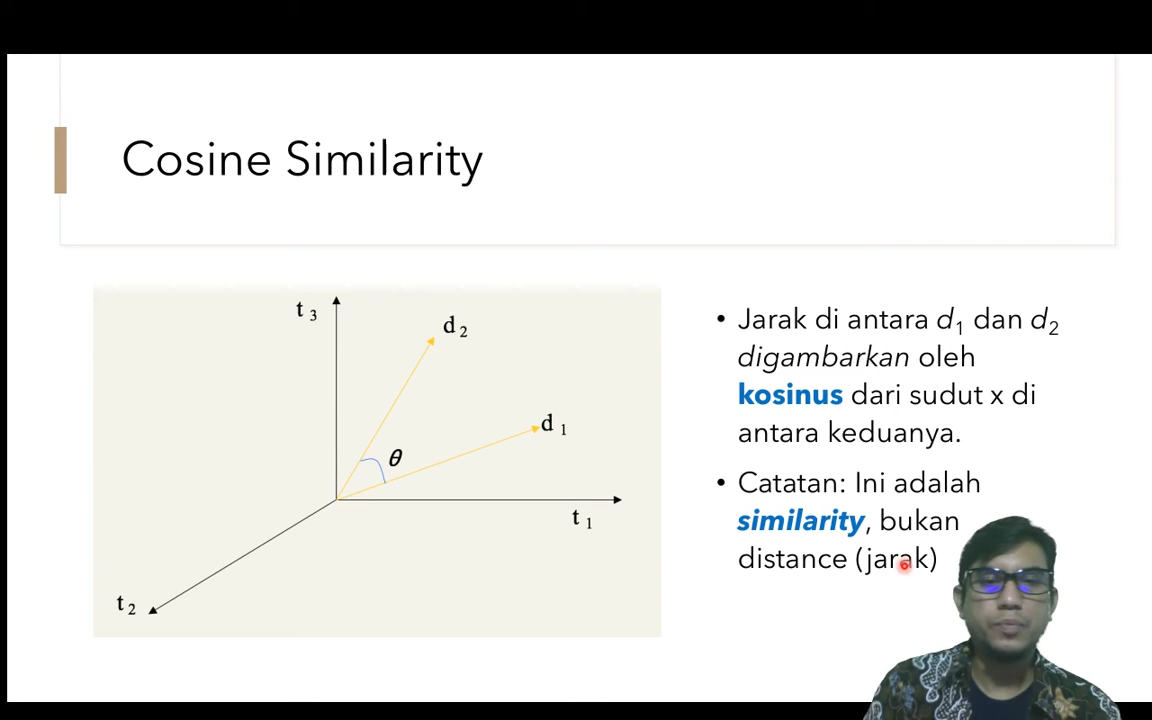 Cosine Similarity
t 3
d 2
d 1
θ
t 1
t 2
• Jarak di antara d1 dan d2
digambarkan oleh
kosinus dari sudut x di
antara keduanya.
• Catatan: Ini adalah
similarity, bukan
distance (jarak)